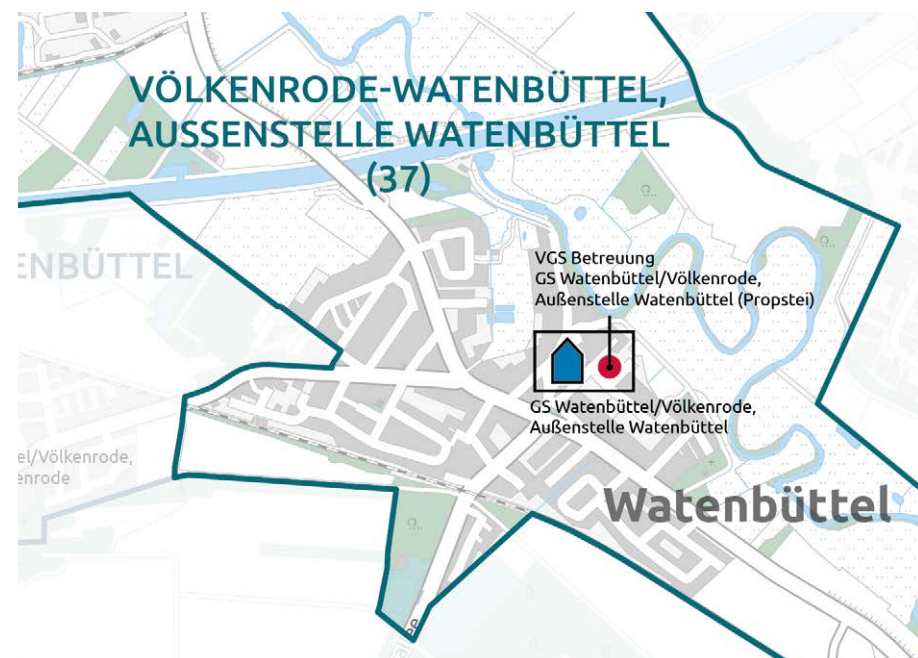 VÖLKENRODE-WATENBÜTTEL,
AUSSENSTELLE WATENBÜTTEL
(37)
ENBÜTTEL
VGS Betreuung
GS Watenbüttel/Völkenrode,
Außenstelle Watenbüttel (Propstei)
GS Watenbüttel/Völkenrode,
Außenstelle Watenbüttel
el/Völkenrode,
enrode
Watenbüttel